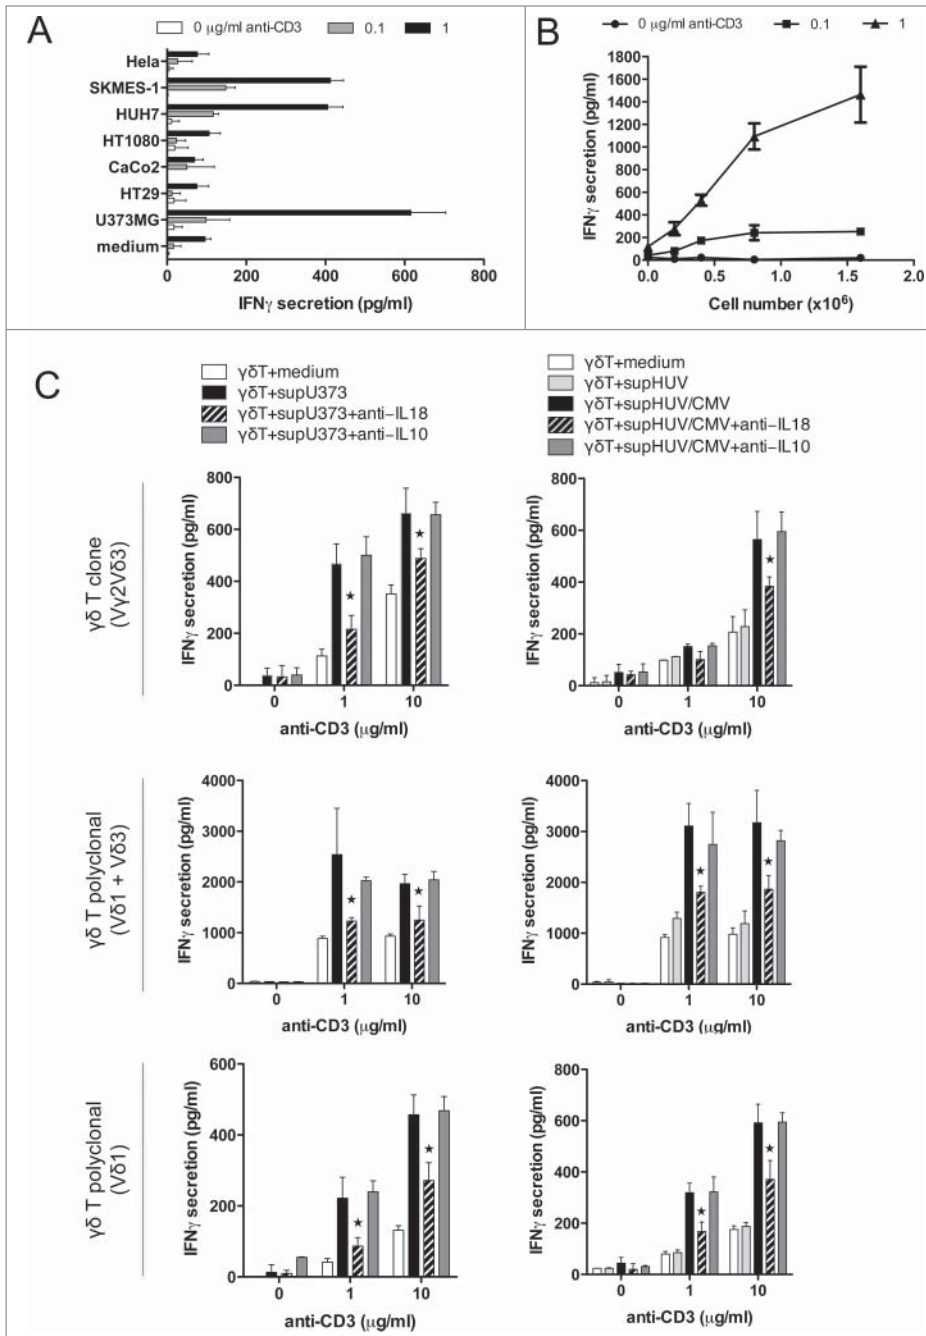 A
0 μg/ml anti-CD3 0.1 1
Hela
SKMES-1
HUH7
HT1080
CaCo2
HT29
U373MG
medium
0 200 400 600 800
IFNγ secretion (pg/ml)
B
0 μg/ml anti-CD3 0.1 1
IFNγ secretion (pg/ml)
1800
1600
1400
1200
1000
800
600
400
200
0
0.0 0.5 1.0 1.5 2.0
Cell number (x10⁶)
C
γδT+medium
γδT+supU373
γδT+supU373+anti–IL18
γδT+supU373+anti–IL10
γδT+medium
γδT+supHUV
γδT+supHUV/CMV
γδT+supHUV/CMV+anti–IL18
γδT+supHUV/CMV+anti–IL10
γδ T clone
(Vγ2Vδ3)
IFNγ secretion (pg/ml)
800
600
400
200
0
★
★
0 1 10
anti-CD3 (μg/ml)
IFNγ secretion (pg/ml)
800
600
400
200
0
★
0 1 10
anti-CD3 (μg/ml)
γδ T polyclonal
(Vδ1 + Vδ3)
IFNγ secretion (pg/ml)
4000
3000
2000
1000
0
★ ★
0 1 10
anti-CD3 (μg/ml)
IFNγ secretion (pg/ml)
4000
3000
2000
1000
0
★ ★
0 1 10
anti-CD3 (μg/ml)
γδ T polyclonal
(Vδ1)
IFNγ secretion (pg/ml)
600
400
200
0
★
★
0 1 10
anti-CD3 (μg/ml)
IFNγ secretion (pg/ml)
800
600
400
200
0
★
★
0 1 10
anti-CD3 (μg/ml)